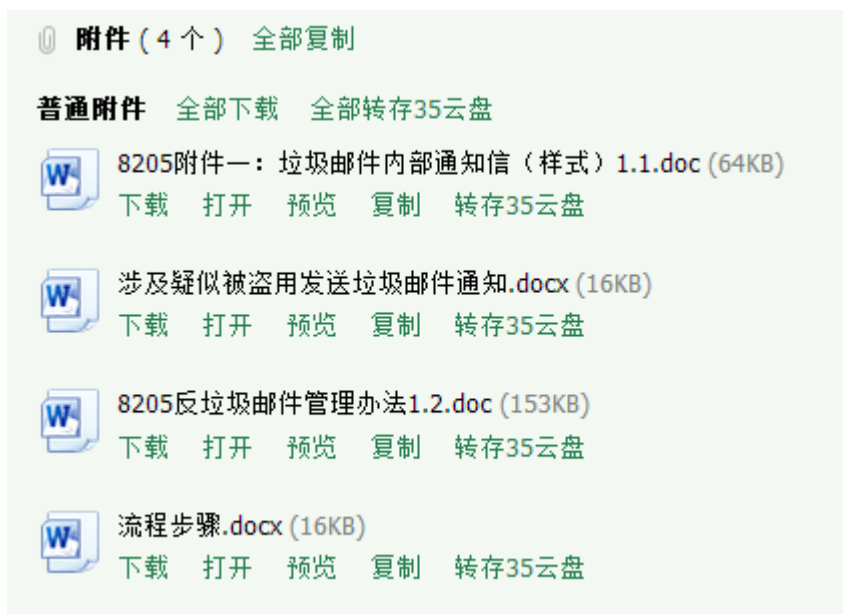 附件(4个) 全部复制
普通附件 全部下载 全部转存35云盘
8205附件一：垃圾邮件内部通知信（样式）1.1.doc (64KB)
下载 打开 预览 复制 转存35云盘
涉及疑似被盗用发送垃圾邮件通知.docx (16KB)
下载 打开 预览 复制 转存35云盘
8205反垃圾邮件管理办法1.2.doc (153KB)
下载 打开 预览 复制 转存35云盘
流程步骤.docx (16KB)
下载 打开 预览 复制 转存35云盘